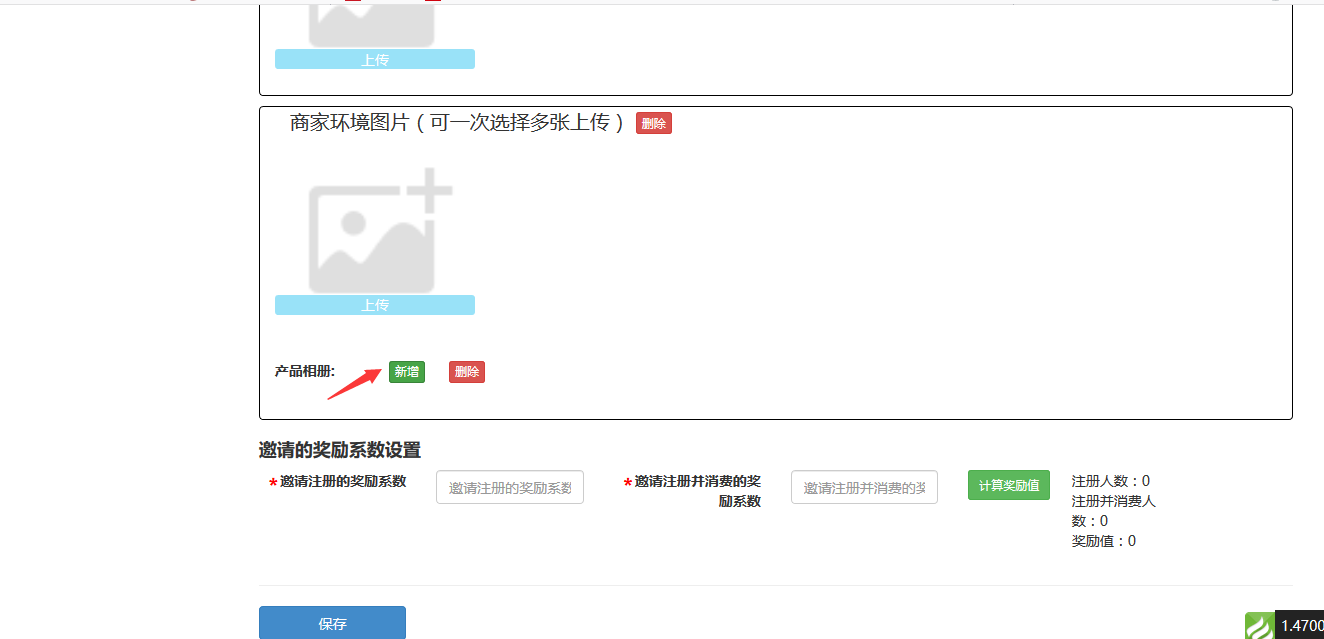 上传
商家环境图片（可一次选择多张上传） 删除
上传
产品相册: 新增 删除
邀请的奖励系数设置
*邀请注册的奖励系数 邀请注册的奖励系数 *邀请注册并消费的奖 邀请注册并消费的奖 计算奖励值 注册人数：0
励系数 注册并消费人
数：0
奖励值：0
保存
1.4700